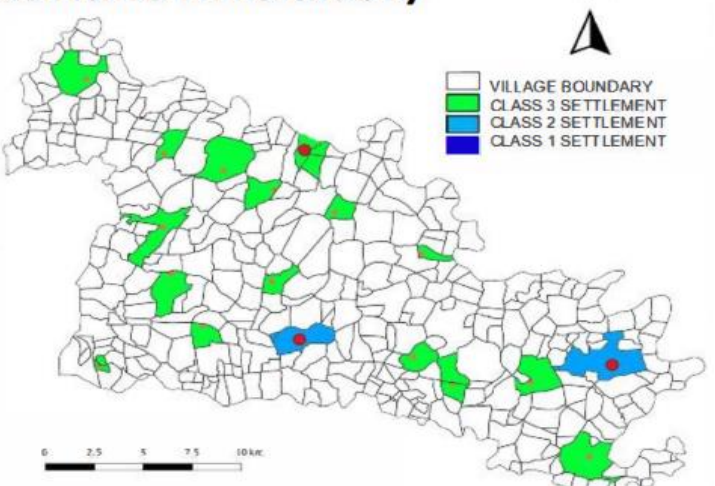 VILLAGE BOUNDARY
CLASS 3 SETTLEMENT
CLASS 2 SETTLEMENT
CLASS 1 SETTLEMENT
0 2.5 5 7.5 10 km